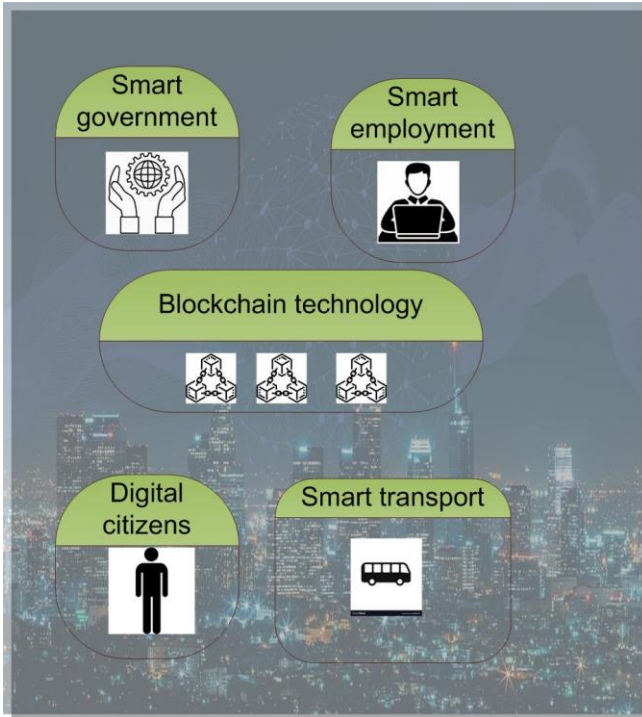 Smart
government
Smart
employment
Blockchain technology
Digital
citizens
Smart transport